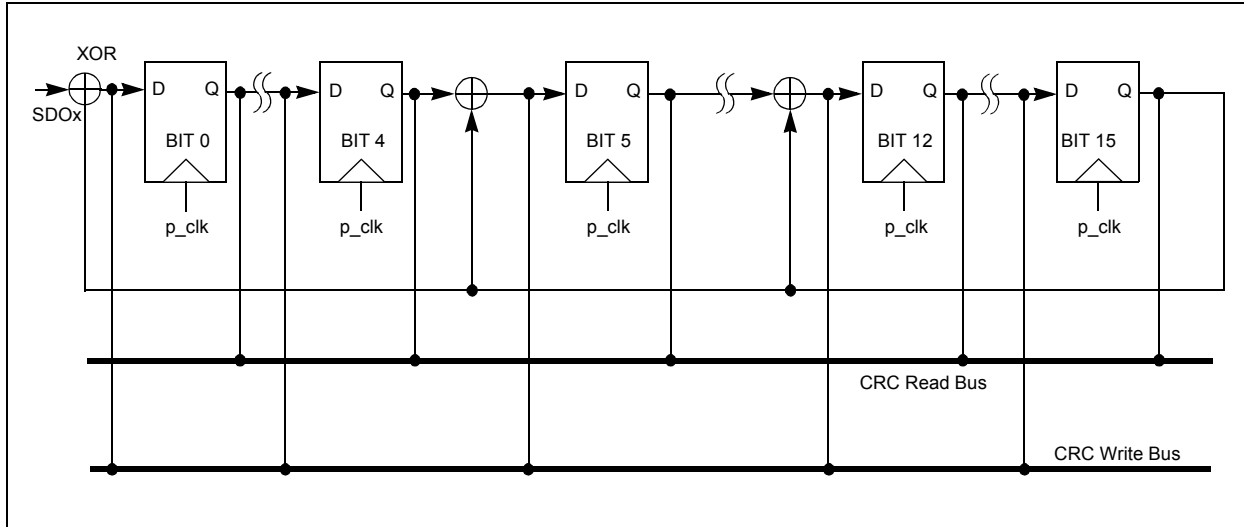 XOR
SDOx
D Q D Q D Q D Q D Q
BIT 0 BIT 4 BIT 5 BIT 12 BIT 15
p_clk p_clk p_clk p_clk p_clk
CRC Read Bus
CRC Write Bus